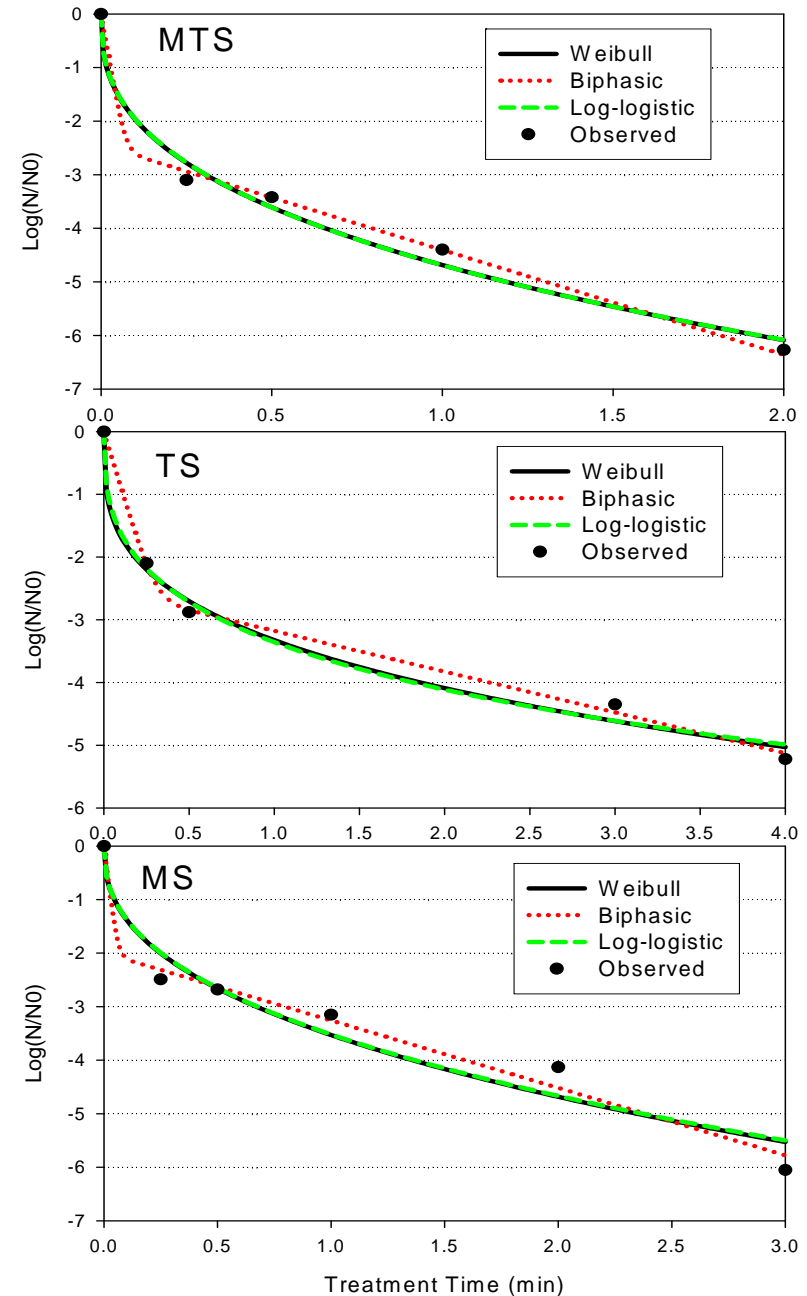 MTS
Weibull
Biphasic
Log-logistic
Observed
Log(N/N0)
0
-1
-2
-3
-4
-5
-6
-7
0.0 0.5 1.0 1.5 2.0
TS
Weibull
Biphasic
Log-logistic
Observed
Log(N/N0)
0
-1
-2
-3
-4
-5
-6
0.0 0.5 1.0 1.5 2.0 2.5 3.0 3.5 4.0
MS
Weibull
Biphasic
Log-logistic
Observed
Log(N/N0)
0
-1
-2
-3
-4
-5
-6
-7
0.0 0.5 1.0 1.5 2.0 2.5 3.0
Treatment Time (min)